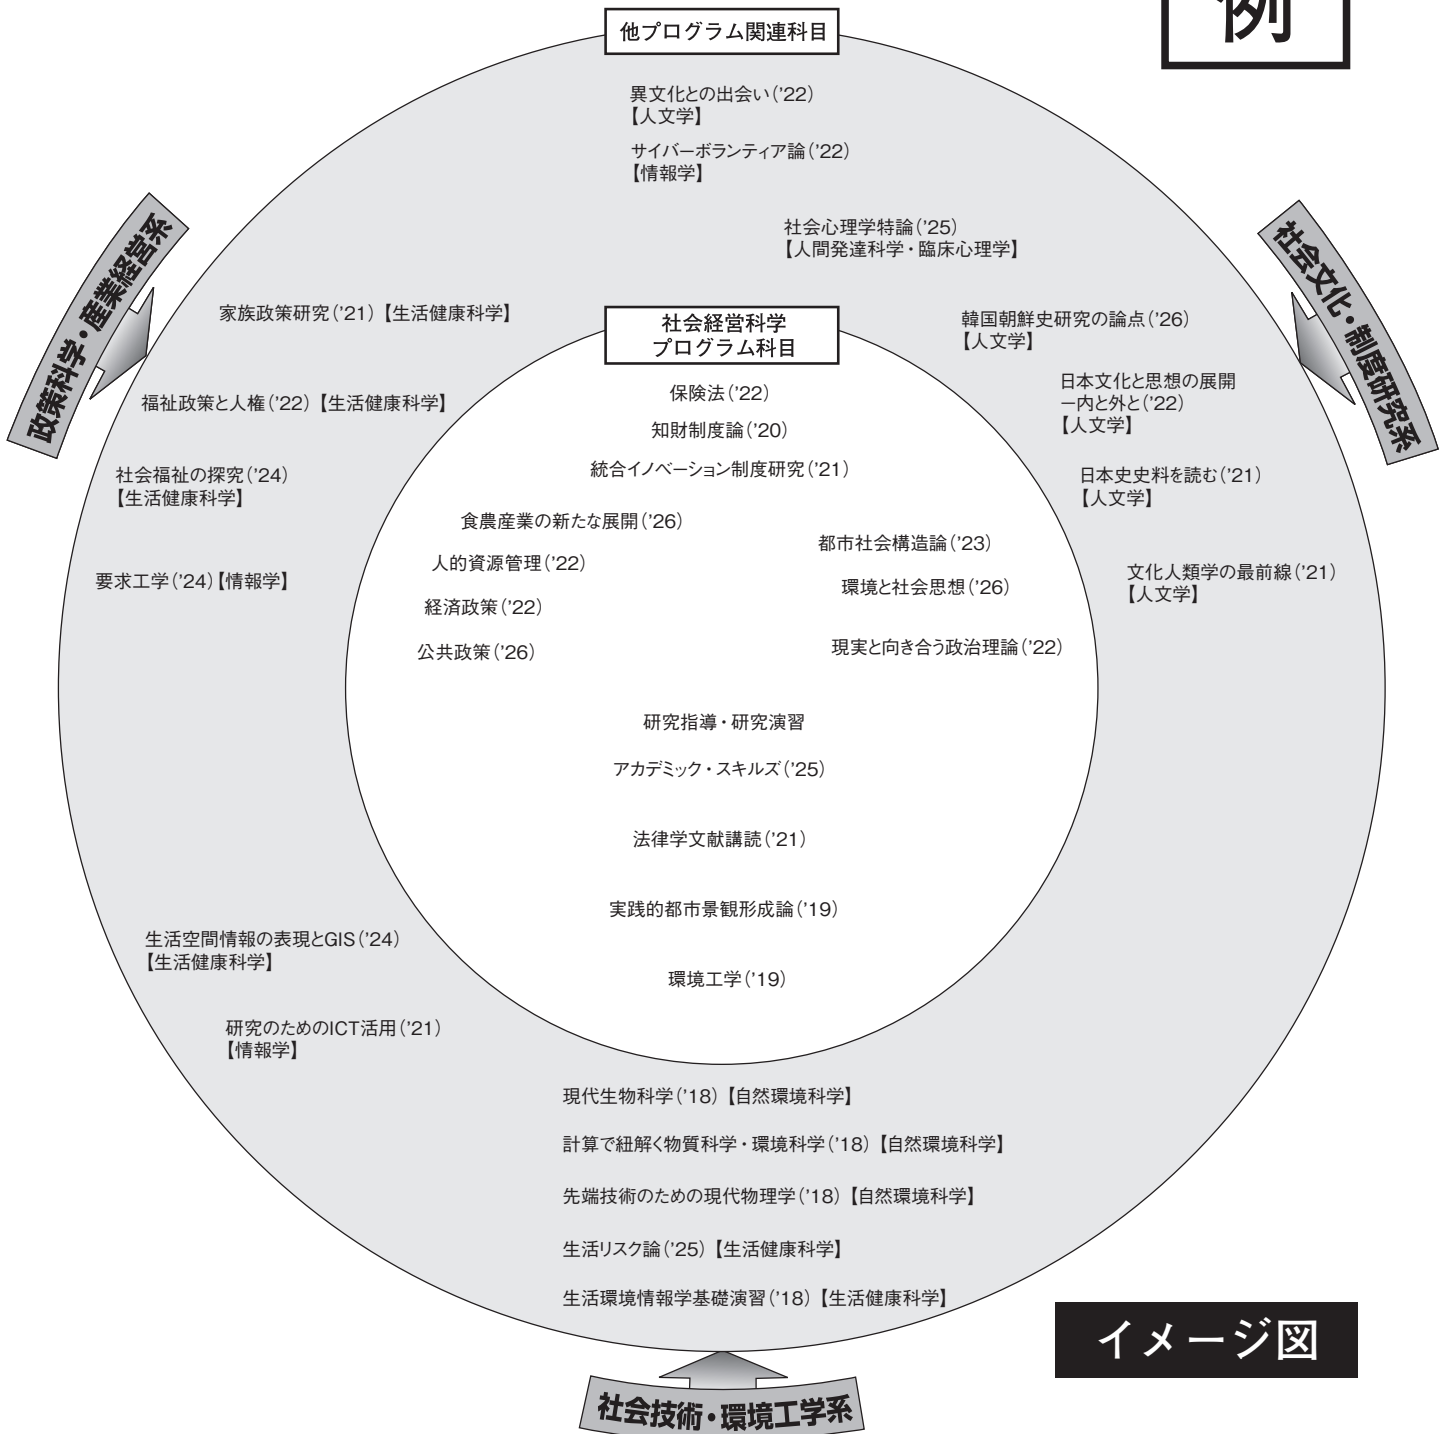 例
他プログラム関連科目
異文化との出会い('22)
【人文学】
サイバーボランティア論('22)
【情報学】
社会心理学特論('25)
【人間発達科学・臨床心理学】
政策科学・産業経営系
社会文化・制度研究系
家族政策研究('21)【生活健康科学】
福祉政策と人権('22)【生活健康科学】
社会福祉の探究('24)
【生活健康科学】
要求工学('24)【情報学】
韓国朝鮮史研究の論点('26)
【人文学】
日本文化と思想の展開
－内と外と('22)
【人文学】
日本史史料を読む('21)
【人文学】
文化人類学の最前線('21)
【人文学】
社会経営科学
プログラム科目
保険法('22)
知財制度論('20)
統合イノベーション制度研究('21)
食農産業の新たな展開('26)
人的資源管理('22)
経済政策('22)
公共政策('26)
都市社会構造論('23)
環境と社会思想('26)
現実と向き合う政治理論('22)
研究指導・研究演習
アカデミック・スキルズ('25)
法律学文献講読('21)
実践的都市景観形成論('19)
環境工学('19)
生活空間情報の表現とGIS('24)
【生活健康科学】
研究のためのICT活用('21)
【情報学】
現代生物科学('18)【自然環境科学】
計算で紐解く物質科学・環境科学('18)【自然環境科学】
先端技術のための現代物理学('18)【自然環境科学】
生活リスク論('25)【生活健康科学】
生活環境情報学基礎演習('18)【生活健康科学】
イメージ図
社会技術・環境工学系